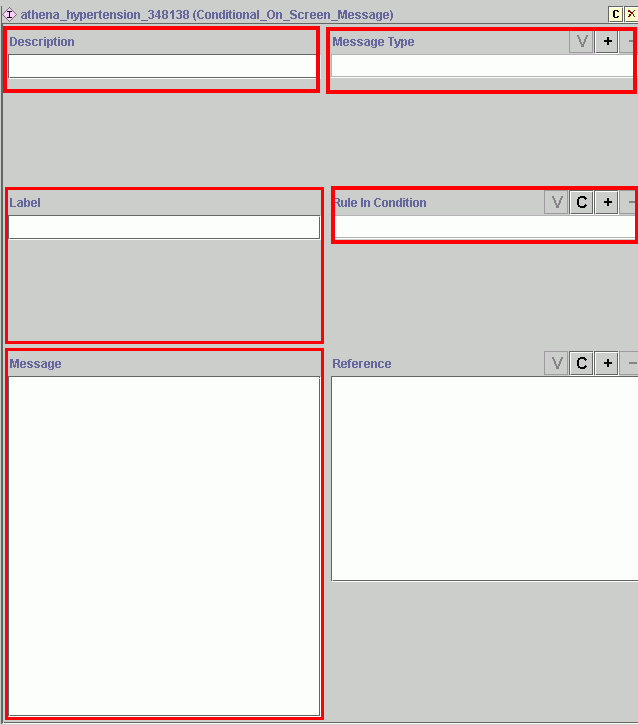 athena_hypertension_348138 (Conditional_On_Screen_Message) C X
Description
Message Type V + −
Label
Rule In Condition V C + −
Message
Reference V C + −